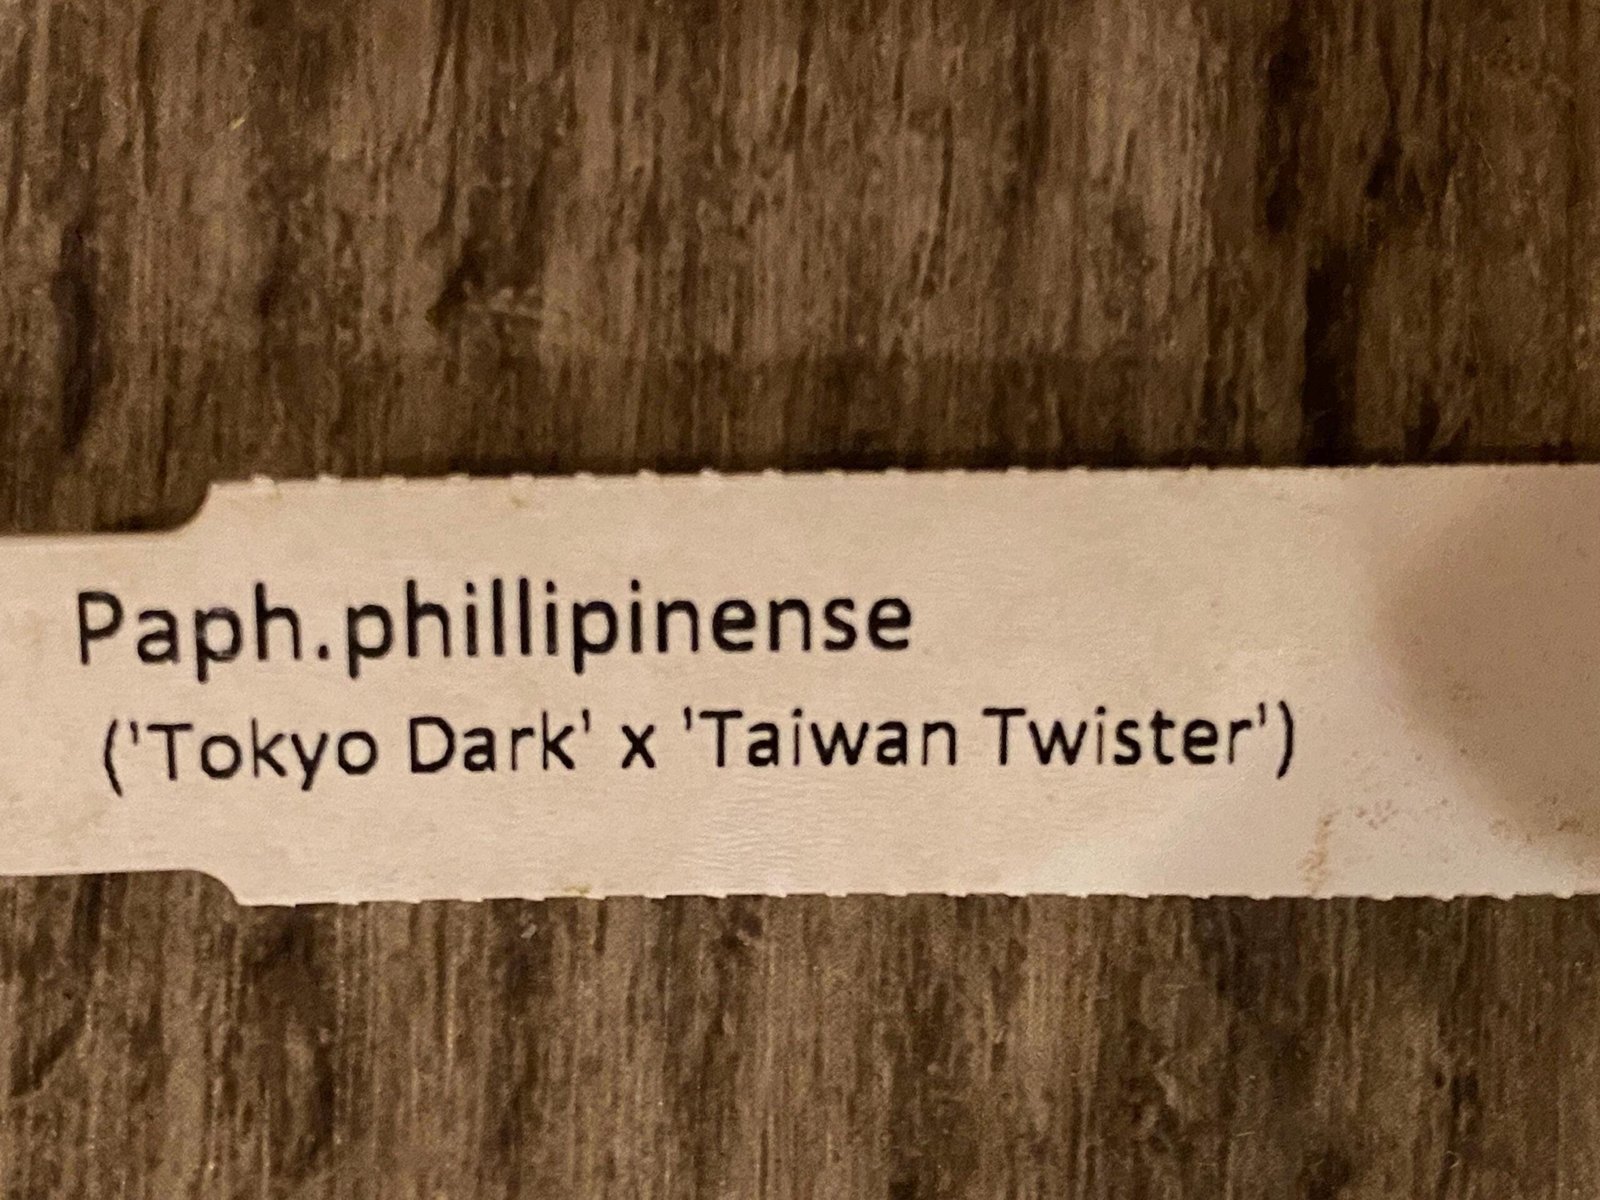 Paph.phillipinense
('Tokyo Dark' x 'Taiwan Twister')